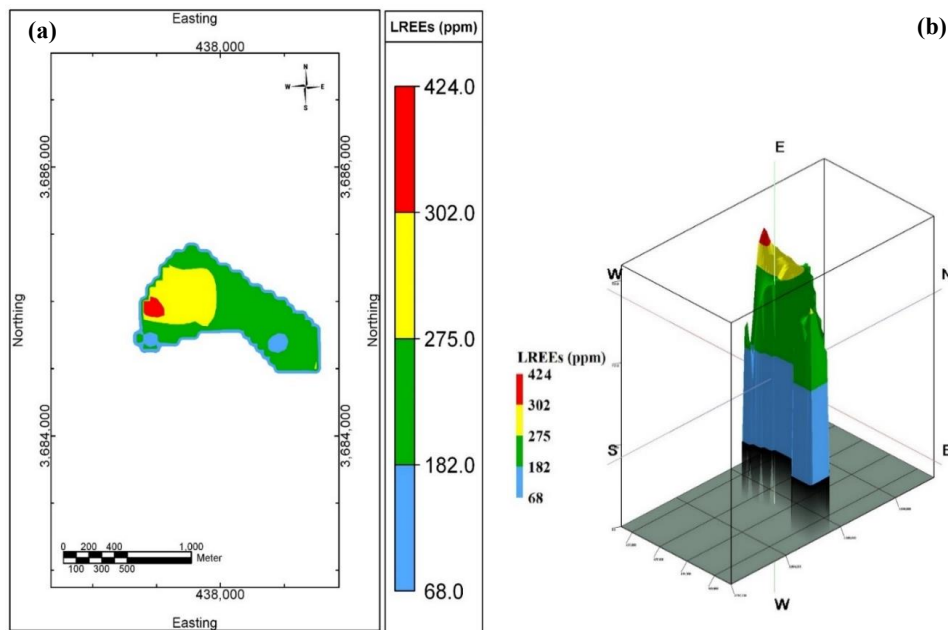 (a)
Easting
438,000
LREEs (ppm)
N
W E
S
424.0
302.0
275.0
182.0
68.0
3,686,000
3,686,000
Northing
Northing
3,684,000
3,684,000
0 200 400 1,000
Meter
100 300 500
438,000
Easting
(b)
E
W
N
LREEs (ppm)
424
302
275
182
68
S
W